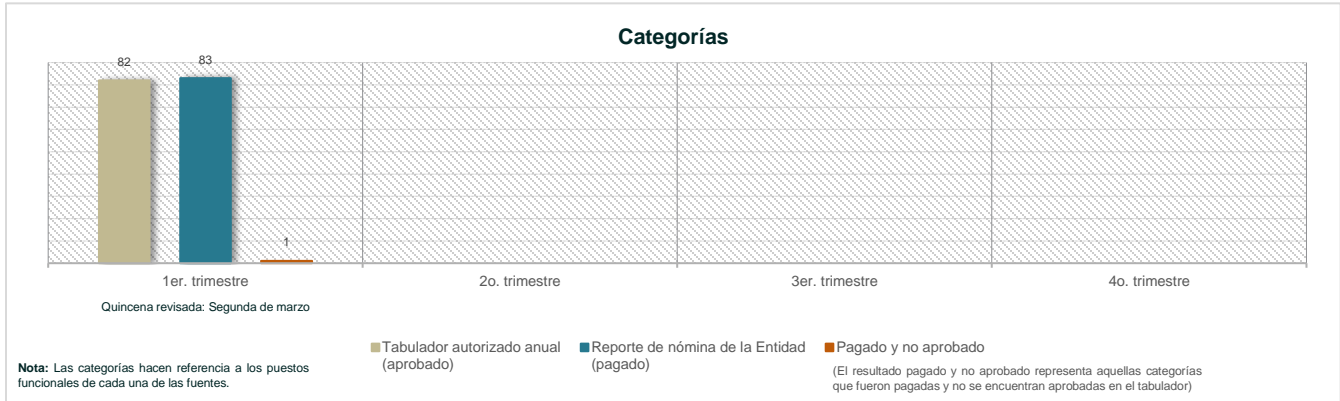 Categorías
82
83
1
1er. trimestre
2o. trimestre
3er. trimestre
4o. trimestre
Quincena revisada: Segunda de marzo
Tabulador autorizado anual
(aprobado)
Reporte de nómina de la Entidad
(pagado)
Pagado y no aprobado
(El resultado pagado y no aprobado representa aquellas categorías
que fueron pagadas y no se encuentran aprobadas en el tabulador)
Nota: Las categorías hacen referencia a los puestos
funcionales de cada una de las fuentes.